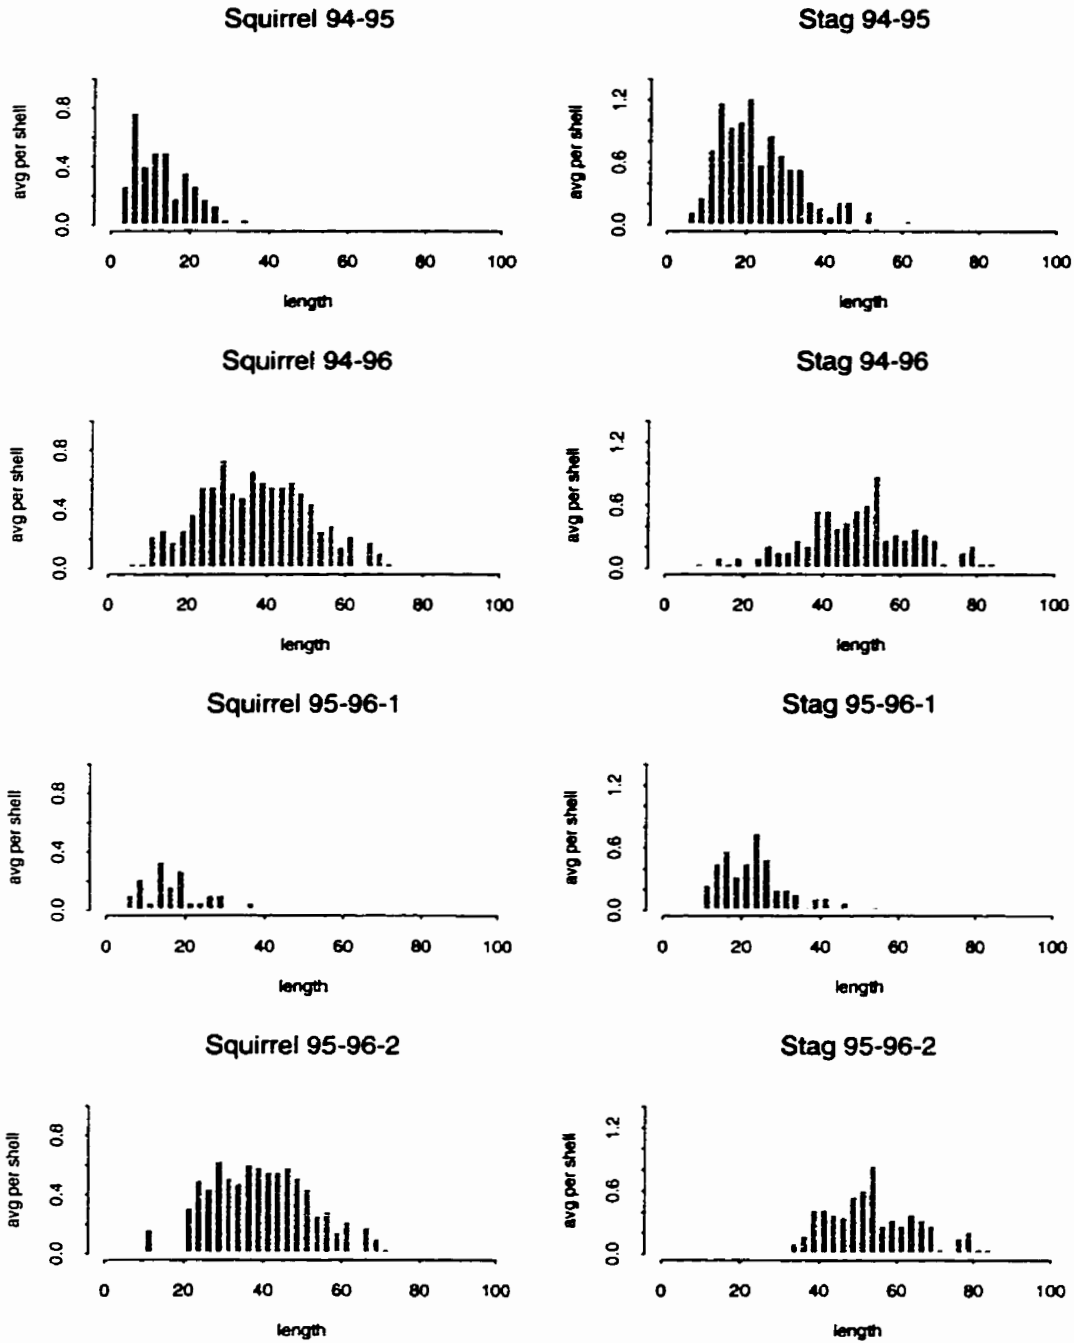 Squirrel 94-95
avg per shell
0.0 0.4 0.8
0 20 40 60 80 100
length
Stag 94-95
avg per shell
0.0 0.6 1.2
0 20 40 60 80 100
length
Squirrel 94-96
avg per shell
0.0 0.4 0.8
0 20 40 60 80 100
length
Stag 94-96
avg per shell
0.0 0.6 1.2
0 20 40 60 80 100
length
Squirrel 95-96-1
avg per shell
0.0 0.4 0.8
0 20 40 60 80 100
length
Stag 95-96-1
avg per shell
0.0 0.6 1.2
0 20 40 60 80 100
length
Squirrel 95-96-2
avg per shell
0.0 0.4 0.8
0 20 40 60 80 100
length
Stag 95-96-2
avg per shell
0.0 0.6 1.2
0 20 40 60 80 100
length